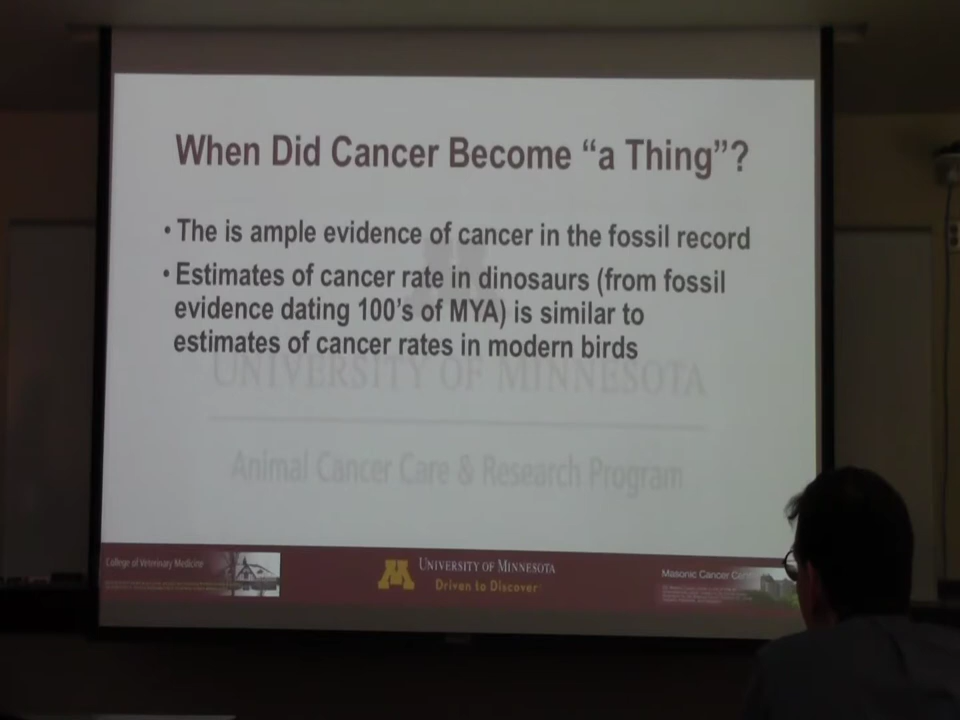 When Did Cancer Become “a Thing”?
• The is ample evidence of cancer in the fossil record
• Estimates of cancer rate in dinosaurs (from fossil
evidence dating 100's of MYA) is similar to
estimates of cancer rates in modern birds
UNIVERSITY OF MINNESOTA
Animal Cancer Care & Research Program
College of Veterinary Medicine
M
UNIVERSITY OF MINNESOTA
Driven to Discover
Masonic Cancer